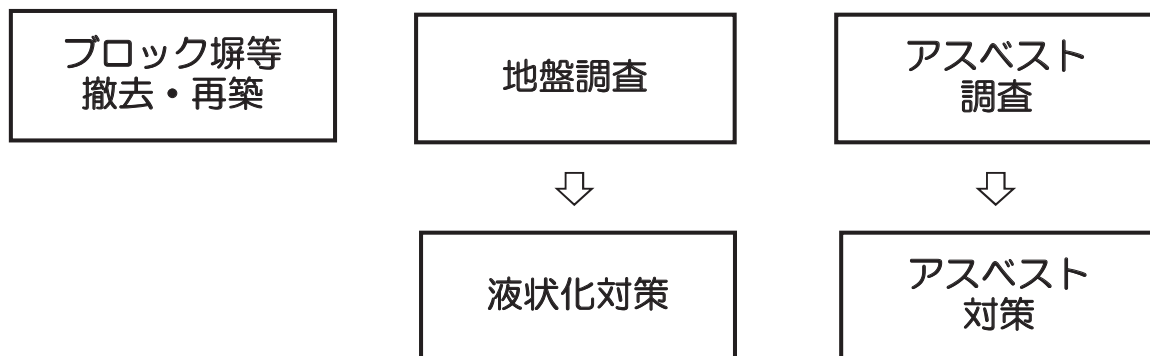 ブロック塀等
撤去・再築
地盤調査
アスベスト
調査
液状化対策
アスベスト
対策